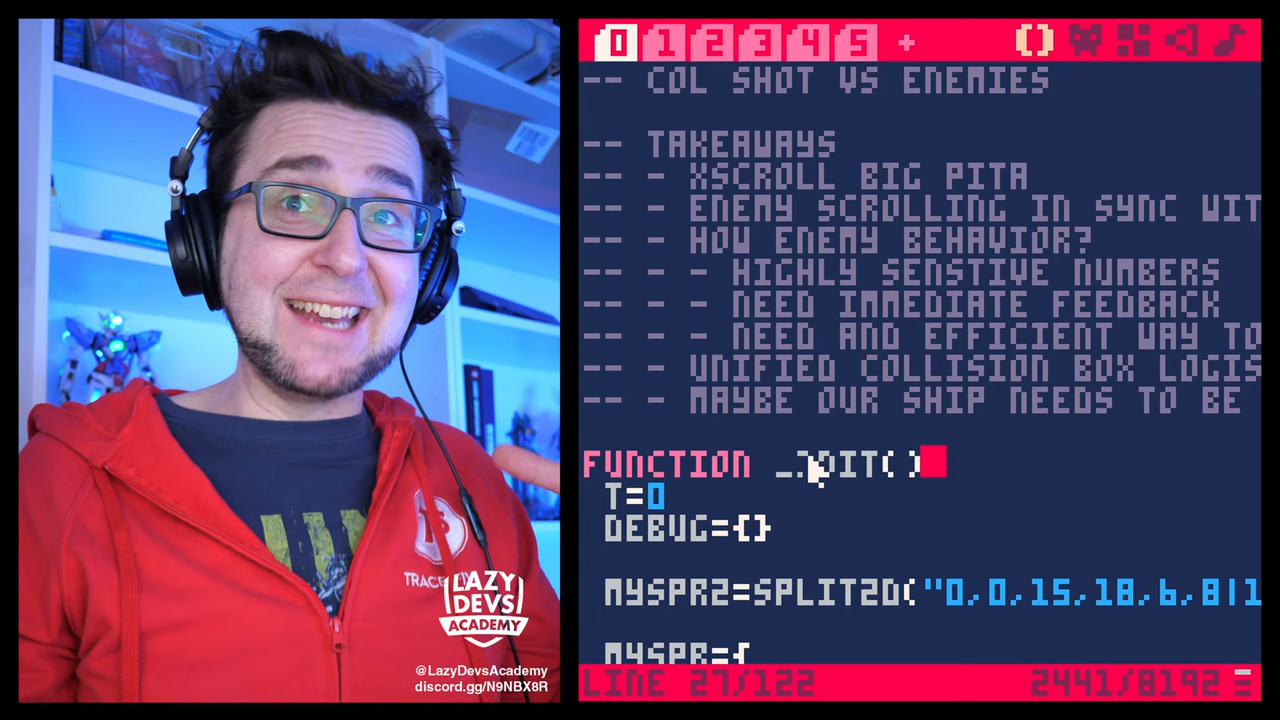 0 1 2 3 4 5 +
-- COL SHOT VS ENEMIES
-- TAKEAWAYS
-- - XSCROLL BIG PITA
-- - ENEMY SCROLLING IN SYNC WIT
-- - HOW ENEMY BEHAVIOR?
-- - - HIGHLY SENSTIVE NUMBERS
-- - - NEED IMMEDIATE FEEDBACK
-- - - NEED AND EFFICIENT WAY TO
-- - UNIFIED COLLISION BOX LOGIS
-- - MAYBE OUR SHIP NEEDS TO BE
FUNCTION
T=0
DEBUG={}
MYSPR2=SPLIT2D("0,0,15,18,6,8|1
MYSPR={
LINE 27/122
2441/8192
LAZY
DEVS
ACADEMY
@LazyDevsAcademy
discord.gg/N9NBX8R